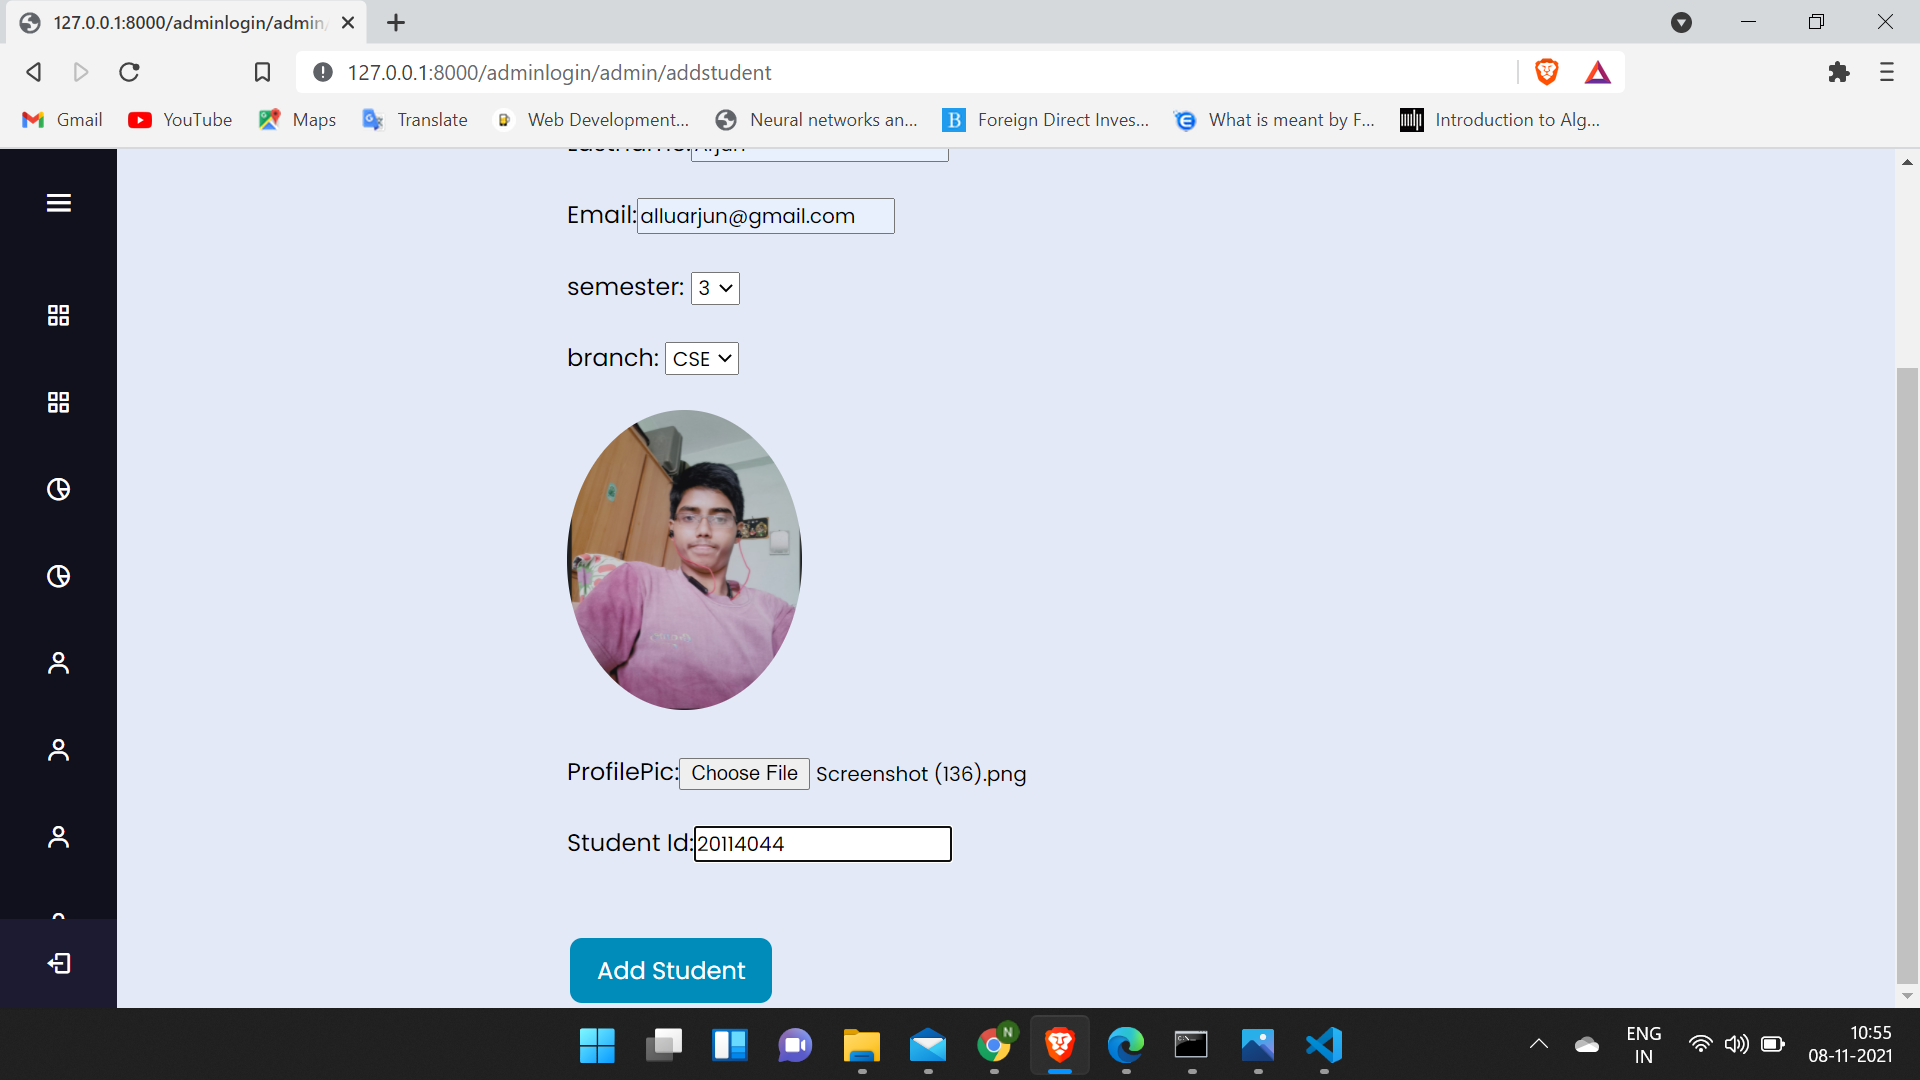 127.0.0.1:8000/adminlogin/admin/
127.0.0.1:8000/adminlogin/admin/addstudent
Gmail YouTube Maps Translate Web Development... Neural networks an... Foreign Direct Inves... What is meant by F... Introduction to Alg...
Lastname:Arjun
Email:alluarjun@gmail.com
semester: 3
branch: CSE
ProfilePic: Choose File Screenshot (136).png
Student Id:20114044
Add Student
ENG 10:55
IN 08-11-2021